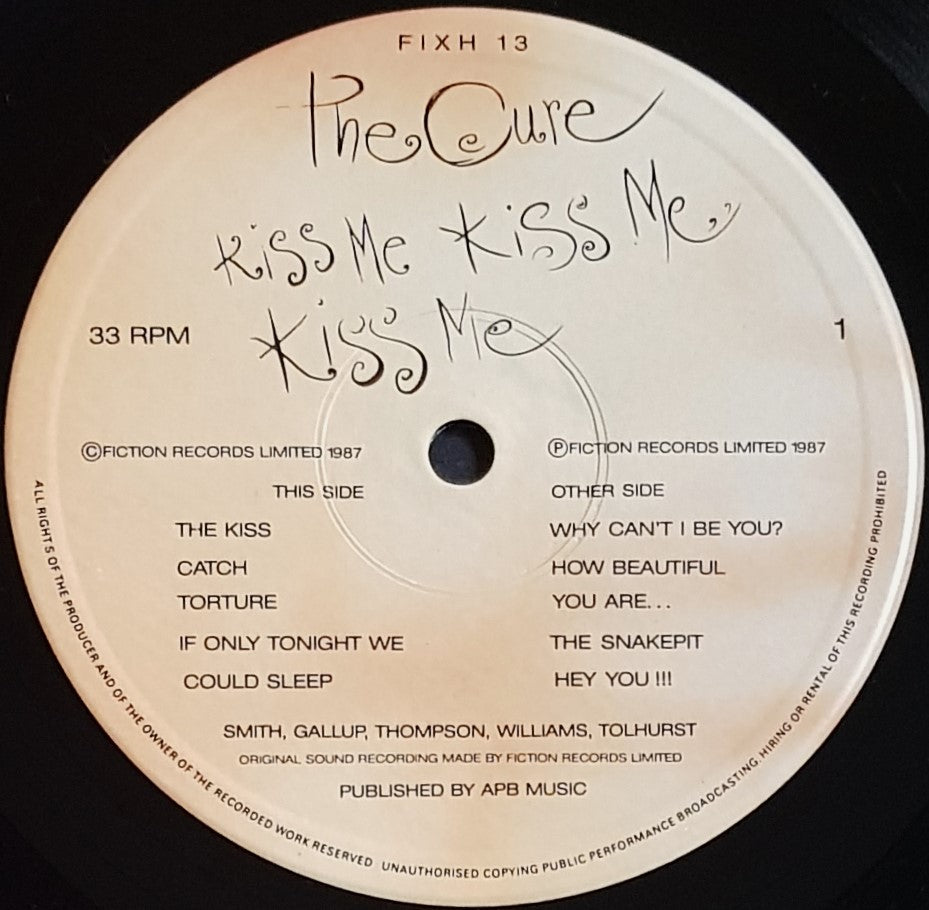 FIXH 13
The Cure
Kiss Me Kiss Me
Kiss Me
33 RPM
1
©FICTION RECORDS LIMITED 1987
THIS SIDE
THE KISS
CATCH
TORTURE
IF ONLY TONIGHT WE
COULD SLEEP
℗FICTION RECORDS LIMITED 1987
OTHER SIDE
WHY CAN'T I BE YOU?
HOW BEAUTIFUL
YOU ARE...
THE SNAKEPIT
HEY YOU !!!
SMITH, GALLUP, THOMPSON, WILLIAMS, TOLHURST
ORIGINAL SOUND RECORDING MADE BY FICTION RECORDS LIMITED
PUBLISHED BY APB MUSIC
ALL RIGHTS OF THE PRODUCER AND OF THE OWNER OF THE RECORDED WORK RESERVED UNAUTHORISED COPYING PUBLIC PERFORMANCE BROADCASTING, HIRING OR RENTAL OF THIS RECORDING PROHIBITED